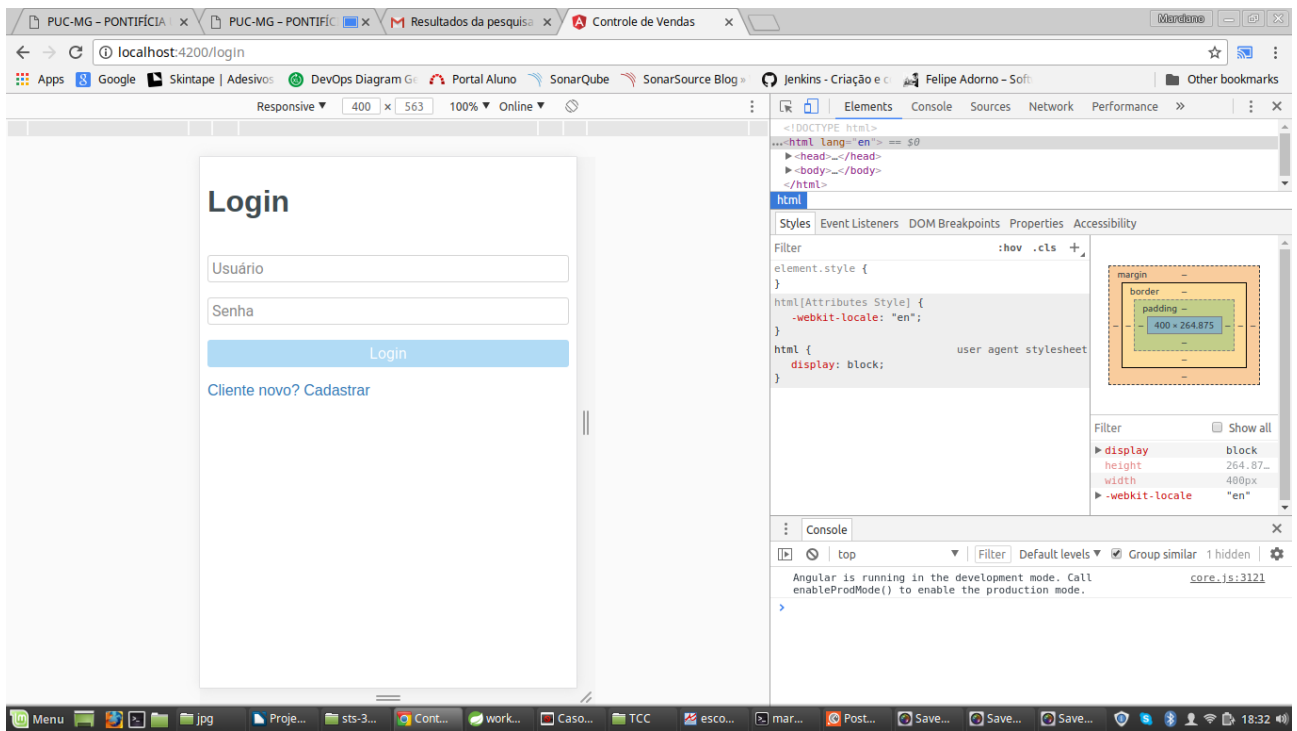 PUC-MG – PONTIFÍCIA U
PUC-MG – PONTIFÍC
Resultados da pesquisa
Controle de Vendas
Mardano
localhost:4200/login
Apps
Google
Skintape | Adesivos
DevOps Diagram Ge
Portal Aluno
SonarQube
SonarSource Blog
»
Jenkins - Criação e c
Felipe Adorno – Soft
Other bookmarks
Responsive ▼ 400 × 563 100% ▼ Online ▼
Elements Console Sources Network Performance »
<!DOCTYPE html>
...<html lang="en"> == $0
▶<head>…</head>
▶<body>…</body>
</html>
html
Styles Event Listeners DOM Breakpoints Properties Accessibility
Filter :hov .cls +
element.style {
}
html[Attributes Style] {
-webkit-locale: "en";
}
html { user agent stylesheet
display: block;
}
margin –
border –
padding –
– – – 400 × 264.875 – – –
–
–
–
Filter Show all
▶display block
height 264.87…
width 400px
▶-webkit-locale "en"
Login
Usuário
Senha
Login
Cliente novo? Cadastrar
Console
top ▼ Filter Default levels ▼ Group similar 1 hidden
Angular is running in the development mode. Call core.js:3121
enableProdMode() to enable the production mode.
>
Menu
jpg
Proje...
sts-3...
Cont...
work...
Caso...
TCC
esco...
mar...
Post...
Save...
Save...
Save...
18:32